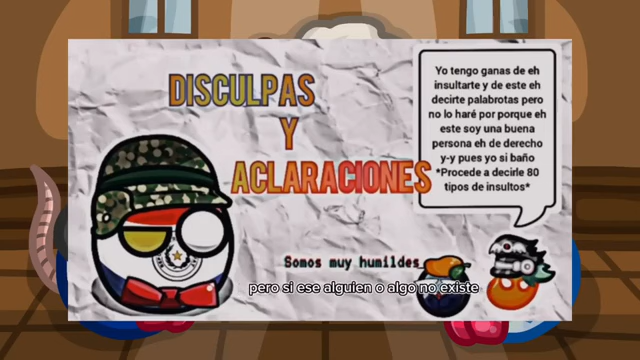 DISCULPAS
Y
ACLARACIONES
Yo tengo ganas de eh
insultarte y de este eh
decirte palabrotas pero
no lo haré por porque eh
este soy una buena
persona eh de derecho
y-y pues yo si baño
*Procede a decirle 80
tipos de insultos*
Somos muy humildes
pero si ese alguien o algo no existe